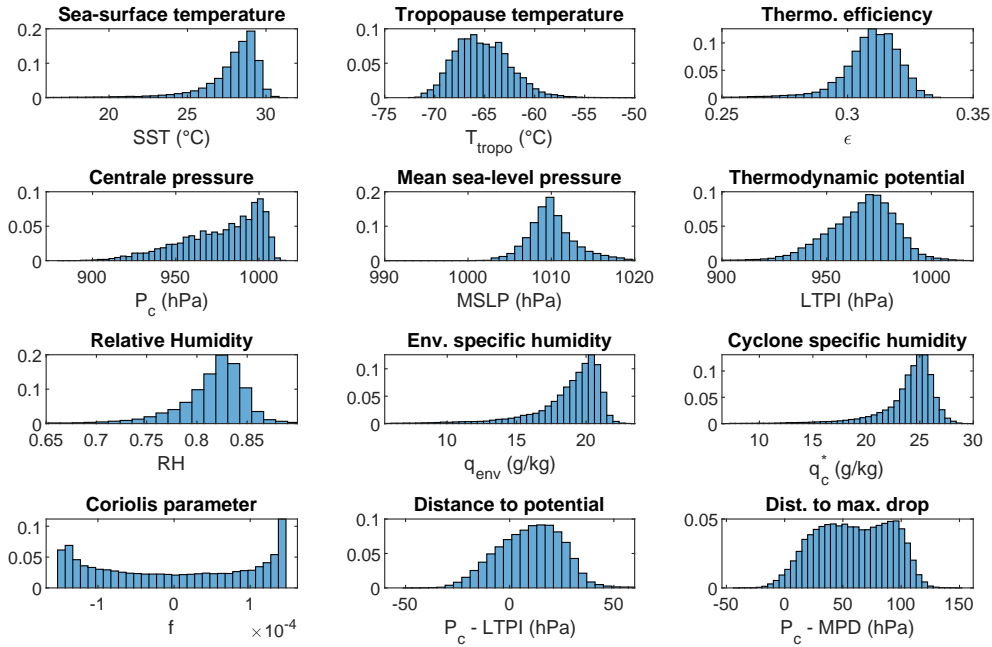 Sea-surface temperature
0.2
0.1
0
20 25 30
SST (°C)
Tropopause temperature
0.1
0.05
0
-75 -70 -65 -60 -55 -50
T_tropo (°C)
Thermo. efficiency
0.1
0.05
0
0.25 0.3 0.35
ϵ
Centrale pressure
0.1
0.05
0
900 950 1000
P_c (hPa)
Mean sea-level pressure
0.2
0.1
0
990 1000 1010 1020
MSLP (hPa)
Thermodynamic potential
0.1
0.05
0
900 950 1000
LTPI (hPa)
Relative Humidity
0.2
0.1
0
0.65 0.7 0.75 0.8 0.85
RH
Env. specific humidity
0.1
0.05
0
10 15 20
q_env (g/kg)
Cyclone specific humidity
0.1
0.05
0
10 15 20 25 30
q_c^* (g/kg)
Coriolis parameter
0.1
0.05
0
-1 0 1
f
×10^-4
Distance to potential
0.1
0.05
0
-50 0 50
P_c - LTPI (hPa)
Dist. to max. drop
0.05
0
-50 0 50 100 150
P_c - MPD (hPa)